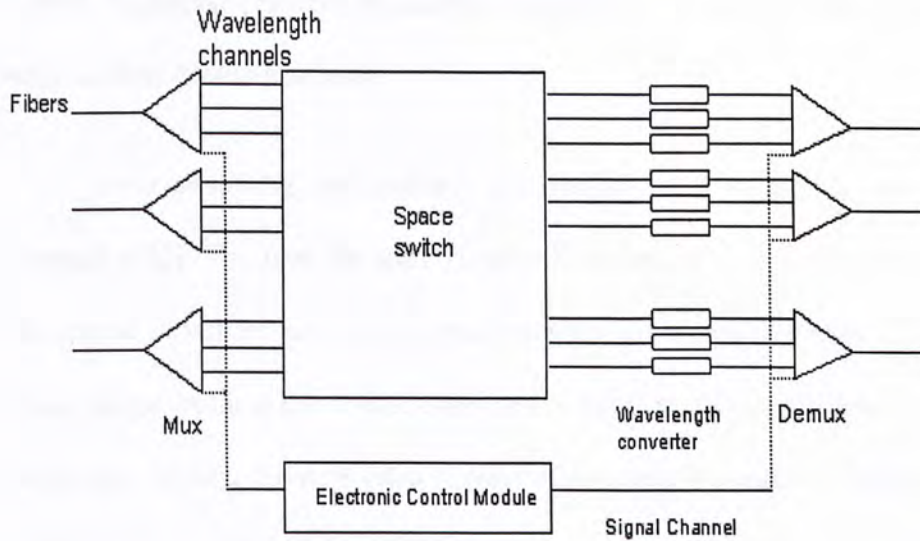 Wavelength
channels
Fibers
Space
switch
Mux
Wavelength
converter
Demux
Electronic Control Module
Signal Channel